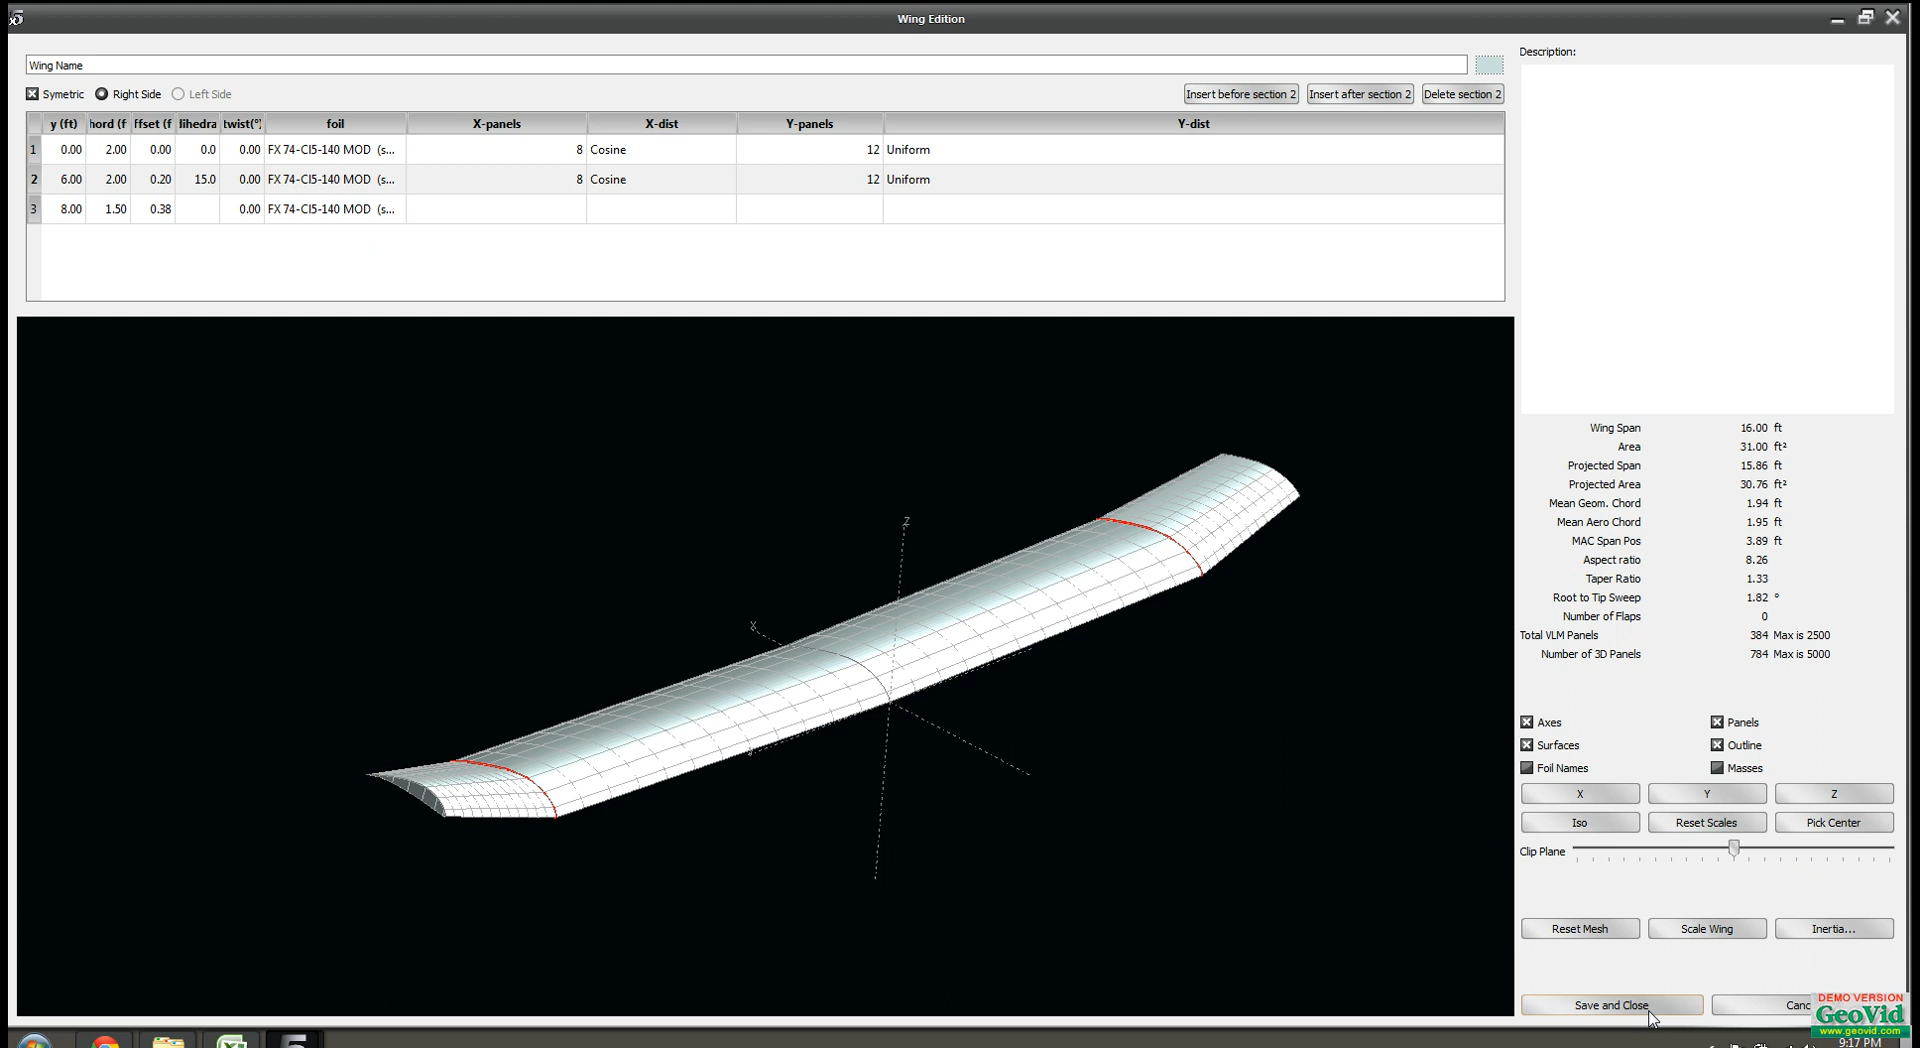 Wing Edition
Description:
Wing Name
Symetric Right Side Left Side
Insert before section 2 Insert after section 2 Delete section 2
y (ft) hord (f ffset (f lihedra twist(°) foil X-panels X-dist Y-panels Y-dist
1 0.00 2.00 0.00 0.0 0.00 FX 74-Cl5-140 MOD (s... 8 Cosine 12 Uniform
2 6.00 2.00 0.20 15.0 0.00 FX 74-Cl5-140 MOD (s... 8 Cosine 12 Uniform
3 8.00 1.50 0.38 0.00 FX 74-Cl5-140 MOD (s...
Z
X
Wing Span 16.00 ft
Area 31.00 ft²
Projected Span 15.86 ft
Projected Area 30.76 ft²
Mean Geom. Chord 1.94 ft
Mean Aero Chord 1.95 ft
MAC Span Pos 3.89 ft
Aspect ratio 8.26
Taper Ratio 1.33
Root to Tip Sweep 1.82 °
Number of Flaps 0
Total VLM Panels 384 Max is 2500
Number of 3D Panels 784 Max is 5000
Axes Panels
Surfaces Outline
Foil Names Masses
X Y Z
Iso Reset Scales Pick Center
Clip Plane
Reset Mesh Scale Wing Inertia...
Save and Close Canc
DEMO VERSION
GeoVid
www.geovid.com
9:17 PM